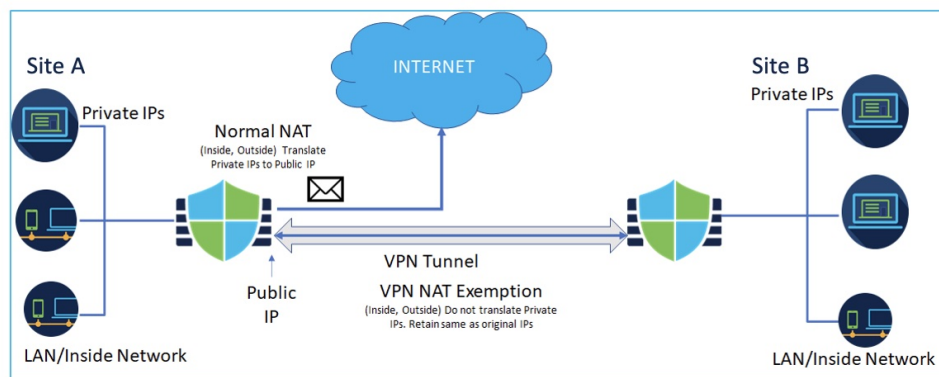 INTERNET
Site A
Private IPs
Normal NAT
(Inside, Outside) Translate
Private IPs to Public IP
Site B
Private IPs
VPN Tunnel
Public
IP
VPN NAT Exemption
(Inside, Outside) Do not translate Private
IPs. Retain same as original IPs
LAN/Inside Network
LAN/Inside Network